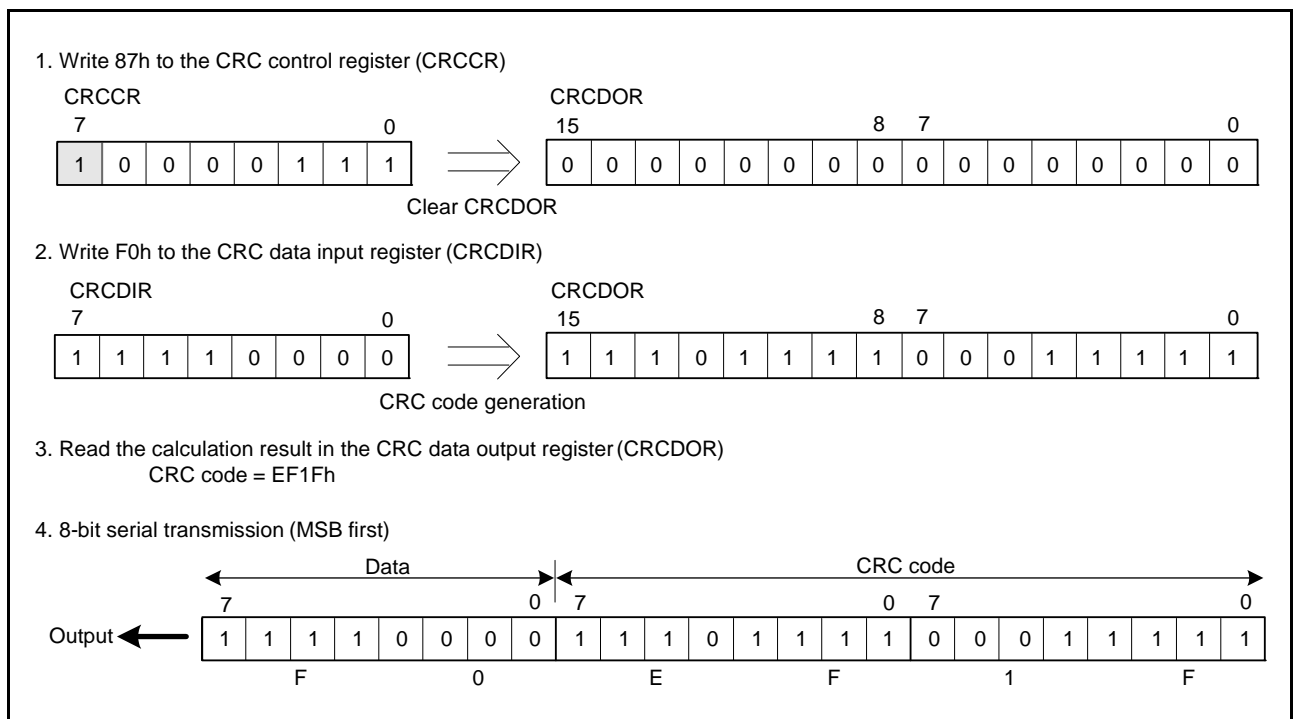 1. Write 87h to the CRC control register (CRCCR)
CRCCR CRCDOR
7 0 15 8 7 0
1 0 0 0 0 1 1 1 0 0 0 0 0 0 0 0 0 0 0 0 0 0 0 0
Clear CRCDOR
2. Write F0h to the CRC data input register (CRCDIR)
CRCDIR CRCDOR
7 0 15 8 7 0
1 1 1 1 0 0 0 0 1 1 1 0 1 1 1 1 0 0 0 1 1 1 1 1
CRC code generation
3. Read the calculation result in the CRC data output register (CRCDOR)
CRC code = EF1Fh
4. 8-bit serial transmission (MSB first)
Data CRC code
7 0 7 0 7 0
Output 1 1 1 1 0 0 0 0 1 1 1 0 1 1 1 1 0 0 0 1 1 1 1 1
F 0 E F 1 F